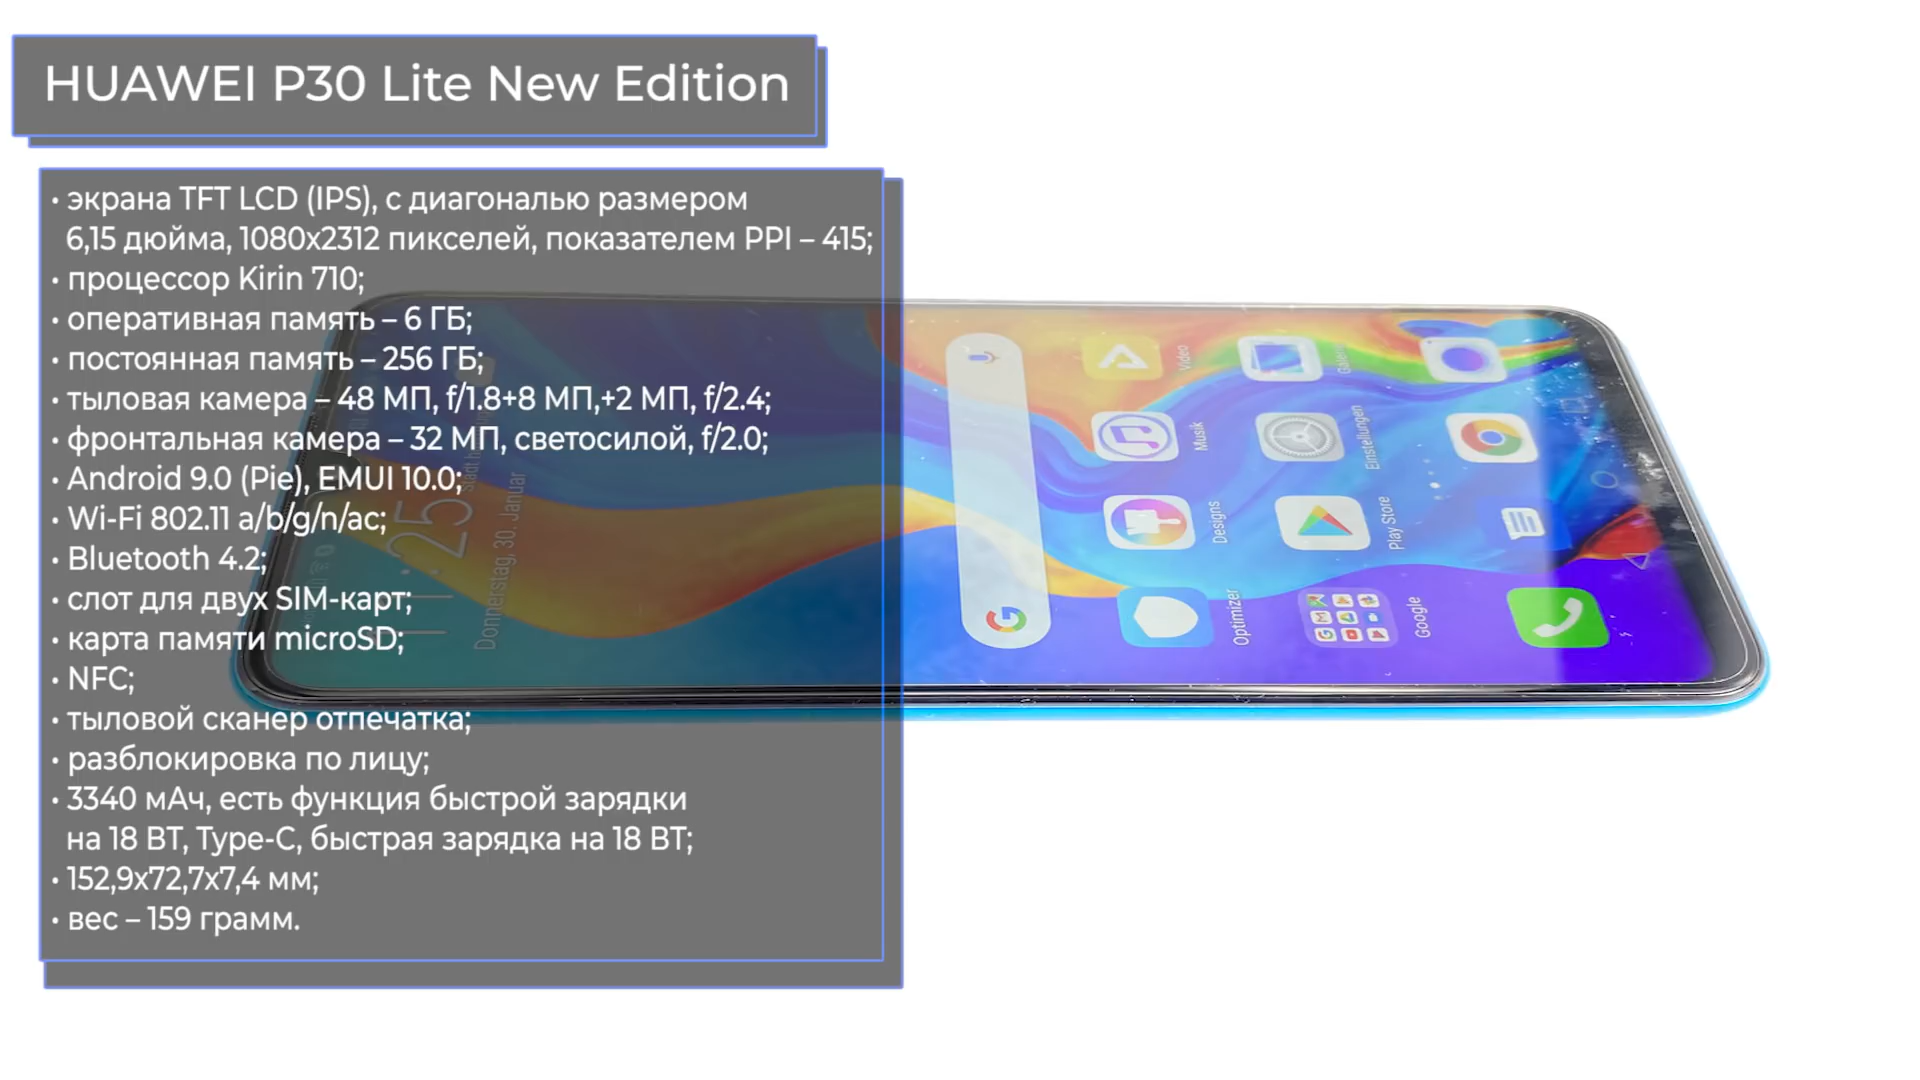 HUAWEI P30 Lite New Edition
• экрана TFT LCD (IPS), с диагональю размером
6,15 дюйма, 1080x2312 пикселей, показателем PPI – 415;
• процессор Kirin 710;
• оперативная память – 6 ГБ;
• постоянная память – 256 ГБ;
• тыловая камера – 48 МП, f/1.8+8 МП,+2 МП, f/2.4;
• фронтальная камера – 32 МП, светосилой, f/2.0;
• Android 9.0 (Pie), EMUI 10.0;
• Wi-Fi 802.11 a/b/g/n/ac;
• Bluetooth 4.2;
• слот для двух SIM-карт;
• карта памяти microSD;
• NFC;
• тыловой сканер отпечатка;
• разблокировка по лицу;
• 3340 мАч, есть функция быстрой зарядки
на 18 ВТ, Type-C, быстрая зарядка на 18 ВТ;
• 152,9x72,7x7,4 мм;
• вес – 159 грамм.
Donnerstag, 30. Januar
Video
Galerie
Musik
Einstellungen
Designs
Play Store
Optimizer
Google